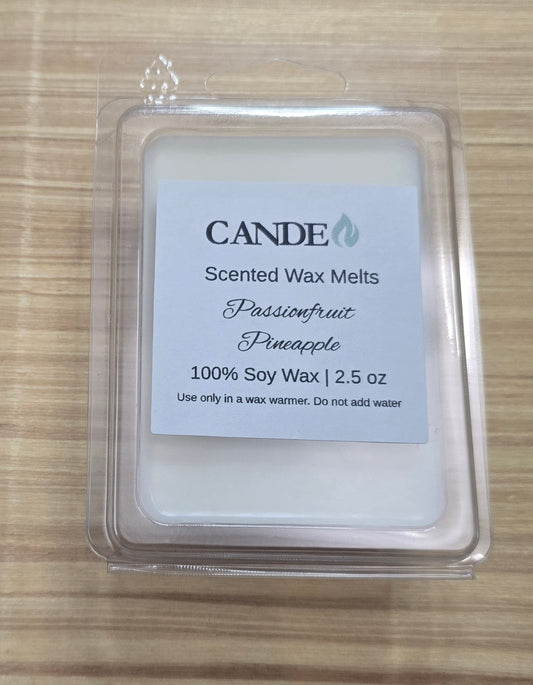 CANDE
Scented Wax Melts
Passionfruit
Pineapple
100% Soy Wax | 2.5 oz
Use only in a wax warmer. Do not add water